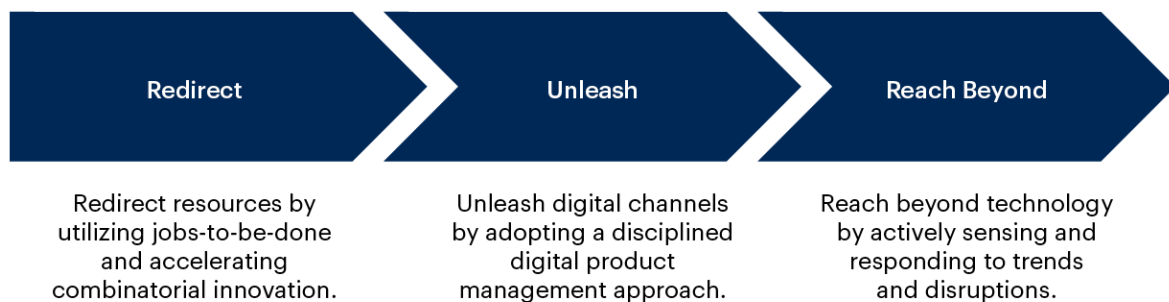 Redirect
Unleash
Reach Beyond
Redirect resources by
utilizing jobs-to-be-done
and accelerating
combinatorial innovation.
Unleash digital channels
by adopting a disciplined
digital product
management approach.
Reach beyond technology
by actively sensing and
responding to trends
and disruptions.